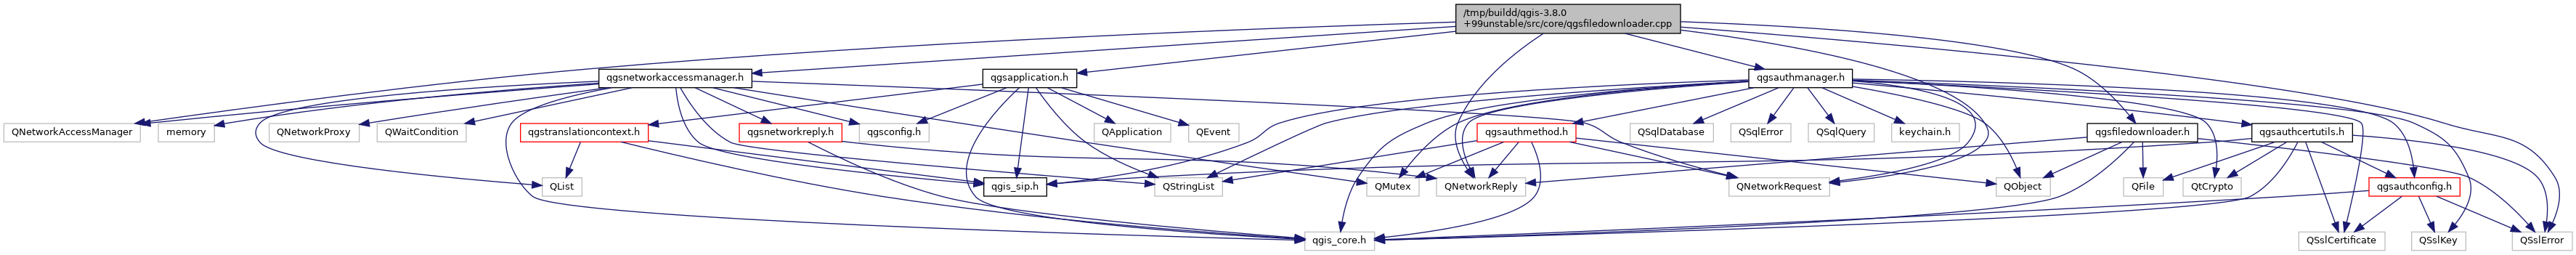 /tmp/buildd/qgis-3.8.0
+99unstable/src/core/qgsfiledownloader.cpp
qgsnetworkaccessmanager.h
qgsapplication.h
qgsauthmanager.h
QNetworkAccessManager
memory
QNetworkProxy
QWaitCondition
qgstranslationcontext.h
qgsnetworkreply.h
qgsconfig.h
QApplication
QEvent
qgsauthmethod.h
QSqlDatabase
QSqlError
QSqlQuery
keychain.h
qgsfiledownloader.h
qgsauthcertutils.h
QList
qgis_sip.h
QStringList
QMutex
QNetworkReply
QNetworkRequest
QObject
QFile
QtCrypto
qgsauthconfig.h
qgis_core.h
QSslCertificate
QSslKey
QSslError